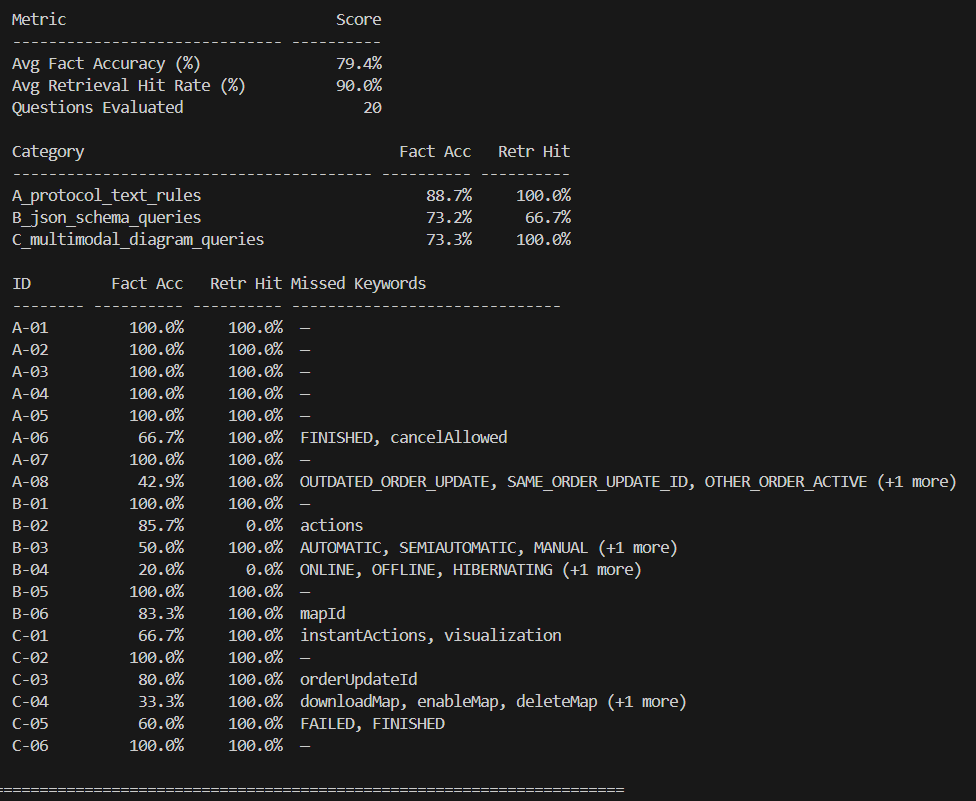 Metric                              Score
------------------------------ ----------
Avg Fact Accuracy (%)               79.4%
Avg Retrieval Hit Rate (%)          90.0%
Questions Evaluated                    20
Category                                   Fact Acc   Retr Hit
---------------------------------------- ---------- ----------
A_protocol_text_rules                         88.7%     100.0%
B_json_schema_queries                         73.2%      66.7%
C_multimodal_diagram_queries                  73.3%     100.0%
ID         Fact Acc   Retr Hit Missed Keywords
-------- ---------- ---------- ------------------------------
A-01         100.0%     100.0%  —
A-02         100.0%     100.0%  —
A-03         100.0%     100.0%  —
A-04         100.0%     100.0%  —
A-05         100.0%     100.0%  —
A-06          66.7%     100.0%  FINISHED, cancelAllowed
A-07         100.0%     100.0%  —
A-08          42.9%     100.0%  OUTDATED_ORDER_UPDATE, SAME_ORDER_UPDATE_ID, OTHER_ORDER_ACTIVE (+1 more)
B-01         100.0%     100.0%  —
B-02          85.7%       0.0%  actions
B-03          50.0%     100.0%  AUTOMATIC, SEMIAUTOMATIC, MANUAL (+1 more)
B-04          20.0%       0.0%  ONLINE, OFFLINE, HIBERNATING (+1 more)
B-05         100.0%     100.0%  —
B-06          83.3%     100.0%  mapId
C-01          66.7%     100.0%  instantActions, visualization
C-02         100.0%     100.0%  —
C-03          80.0%     100.0%  orderUpdateId
C-04          33.3%     100.0%  downloadMap, enableMap, deleteMap (+1 more)
C-05          60.0%     100.0%  FAILED, FINISHED
C-06         100.0%     100.0%  —
======================================================================